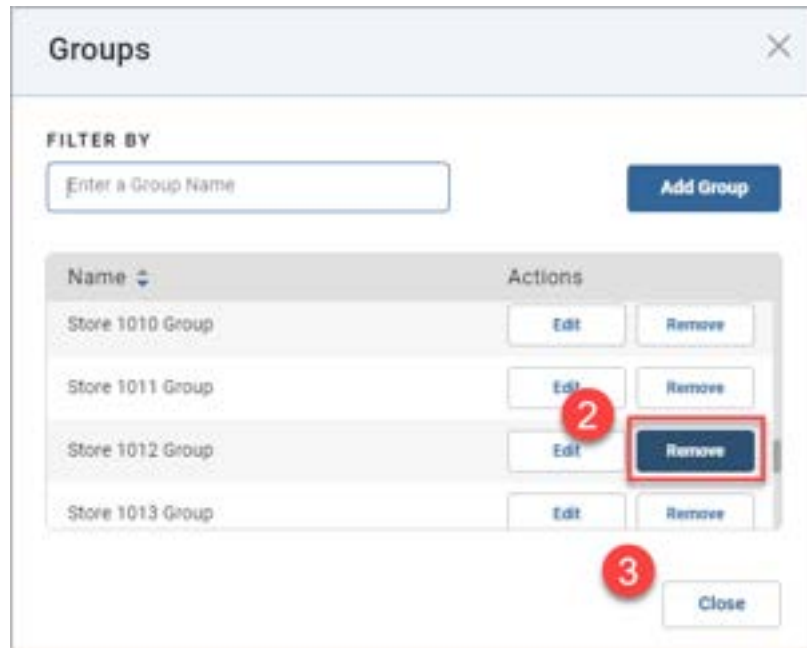 Groups
FILTER BY
Enter a Group Name
Add Group
Name Actions
Store 1010 Group Edit Remove
Store 1011 Group Edit Remove
2
Store 1012 Group Edit Remove
Store 1013 Group Edit Remove
3
Close